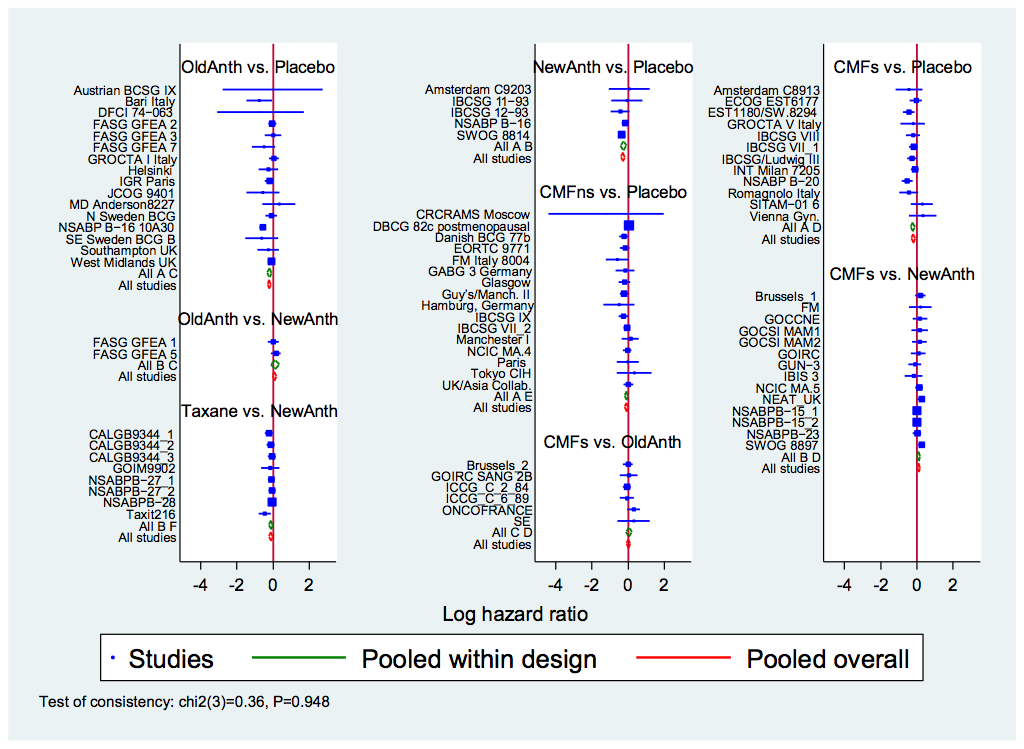 OldAnth vs. Placebo
Austrian BCSG IX
Bari Italy
DFCI 74-063
FASG GFEA 2
FASG GFEA 3
FASG GFEA 7
GROCTA I Italy
Helsinki
IGR Paris
JCOG 9401
MD Anderson8227
N Sweden BCG
NSABP B-16 10A30
SE Sweden BCG B
Southampton UK
West Midlands UK
All A C
All studies
OldAnth vs. NewAnth
FASG GFEA 1
FASG GFEA 5
All B C
All studies
Taxane vs. NewAnth
CALGB9344_1
CALGB9344_2
CALGB9344_3
GOIM9902
NSABPB-27_1
NSABPB-27_2
NSABPB-28
Taxit216
All B F
All studies
-4 -2 0 2
NewAnth vs. Placebo
Amsterdam C9203
IBCSG 11-93
IBCSG 12-93
NSABP B-16
SWOG 8814
All A B
All studies
CMFns vs. Placebo
CRCRAMS Moscow
DBCG 82c postmenopausal
Danish BCG 77b
EORTC 9771
FM Italy 8004
GABG 3 Germany
Glasgow
Guy's/Manch. II
Hamburg, Germany
IBCSG IX
IBCSG VII_2
Manchester I
NCIC MA.4
Paris
Tokyo CIH
UK/Asia Collab.
All A E
All studies
CMFs vs. OldAnth
Brussels_2
GOIRC SANG 2B
ICCG_C_2_84
ICCG_C_6_89
ONCOFRANCE
SE
All C D
All studies
-4 -2 0 2
CMFs vs. Placebo
Amsterdam C8913
ECOG EST6177
EST1180/SW.8294
GROCTA V Italy
IBCSG VIII
IBCSG VII_1
IBCSG/Ludwig III
INT Milan 7205
NSABP B-20
Romagnolo Italy
SITAM-01 6
Vienna Gyn.
All A D
All studies
CMFs vs. NewAnth
Brussels_1
FM
GOCCNE
GOCSI MAM1
GOCSI MAM2
GOIRC
GUN-3
IBIS 3
NCIC MA.5
NEAT_UK
NSABPB-15_1
NSABPB-15_2
NSABPB-23
SWOG 8897
All B D
All studies
-4 -2 0 2
Log hazard ratio
Studies Pooled within design Pooled overall
Test of consistency: chi2(3)=0.36, P=0.948